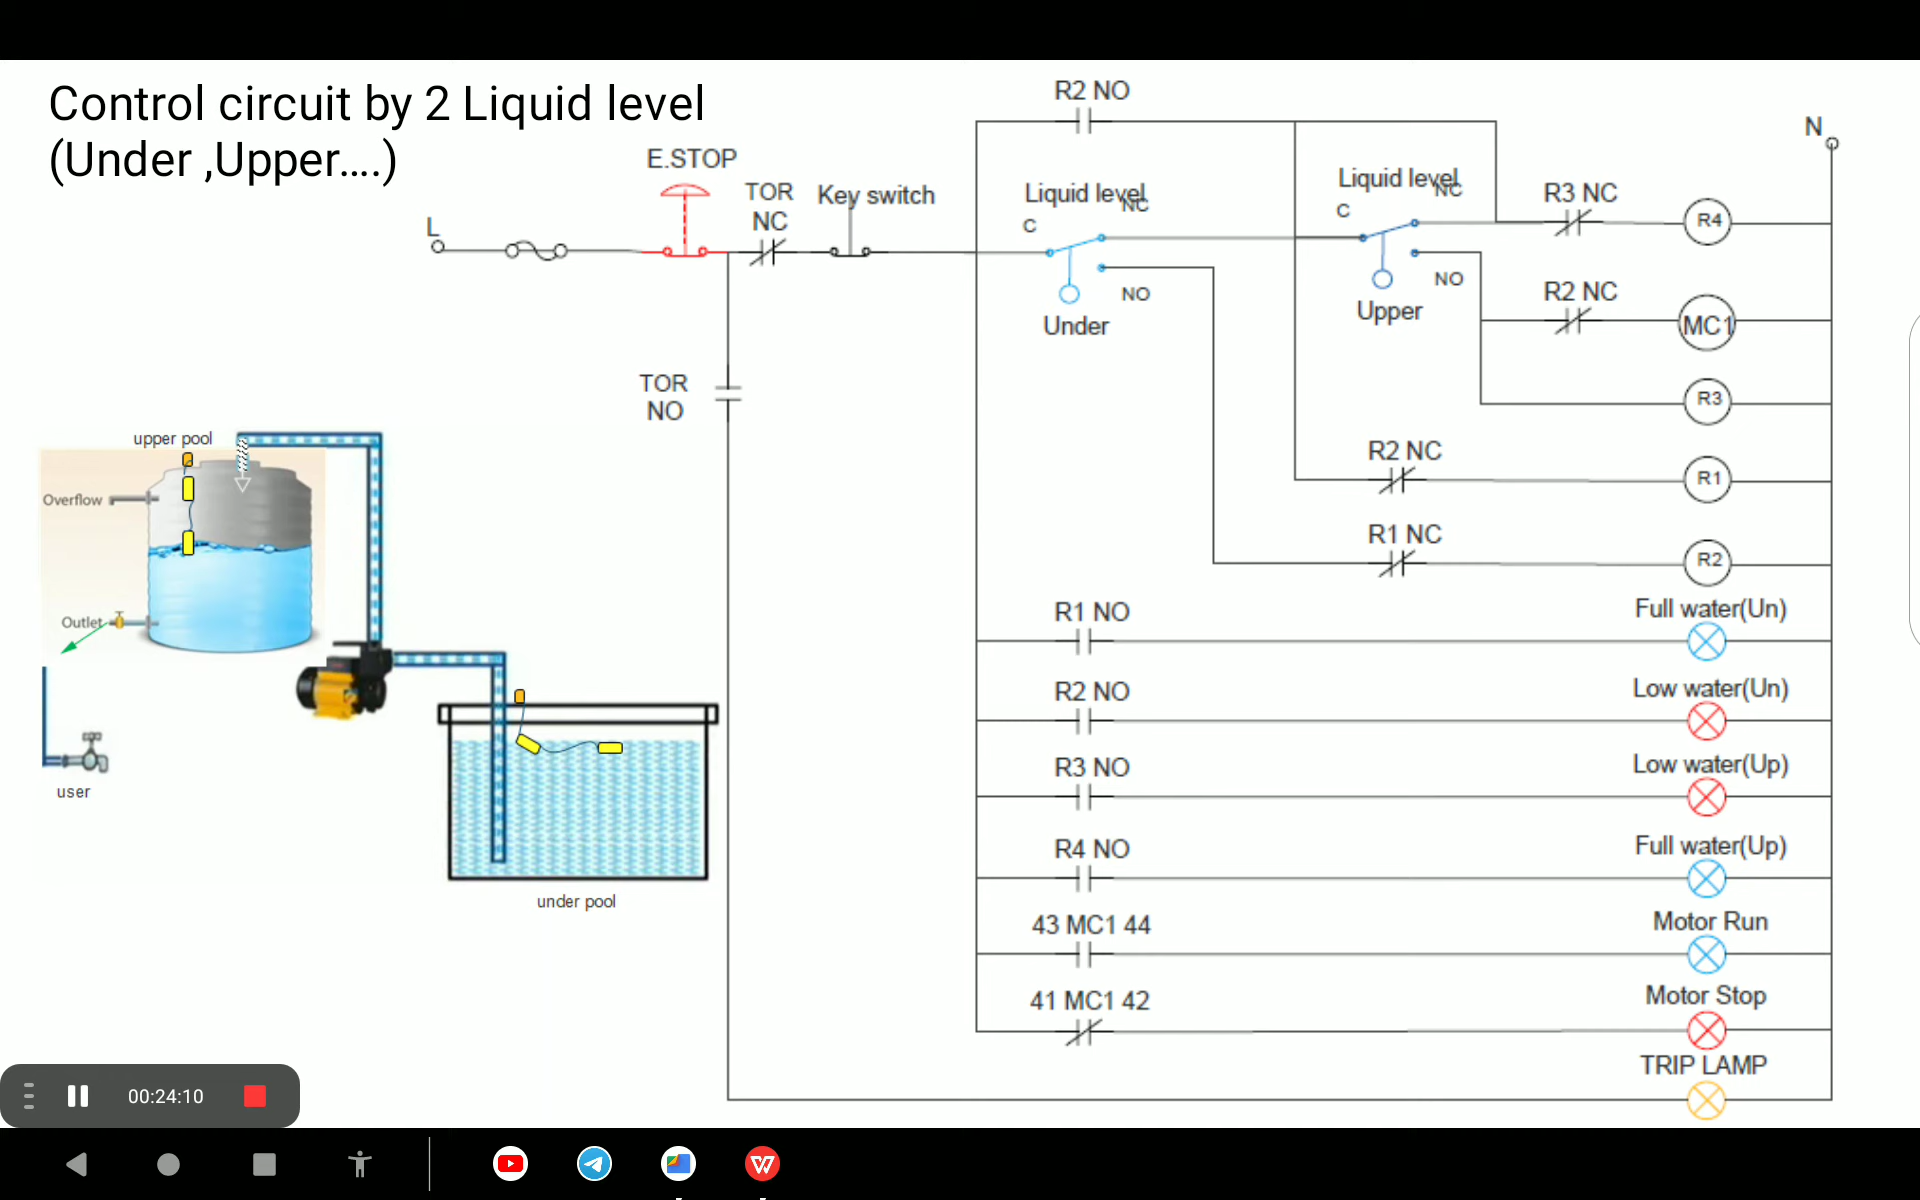 Control circuit by 2 Liquid level
(Under ,Upper....)
R2 NO
N
E.STOP
TOR
NC
Key switch
L
Liquid level
NC
C
NO
Under
Liquid level
NC
C
NO
Upper
R3 NC
R4
R2 NC
MC1
R3
TOR
NO
R2 NC
R1
R1 NC
R2
upper pool
Overflow
Outlet
user
under pool
R1 NO
Full water(Un)
R2 NO
Low water(Un)
R3 NO
Low water(Up)
R4 NO
Full water(Up)
43 MC1 44
Motor Run
41 MC1 42
Motor Stop
TRIP LAMP
00:24:10